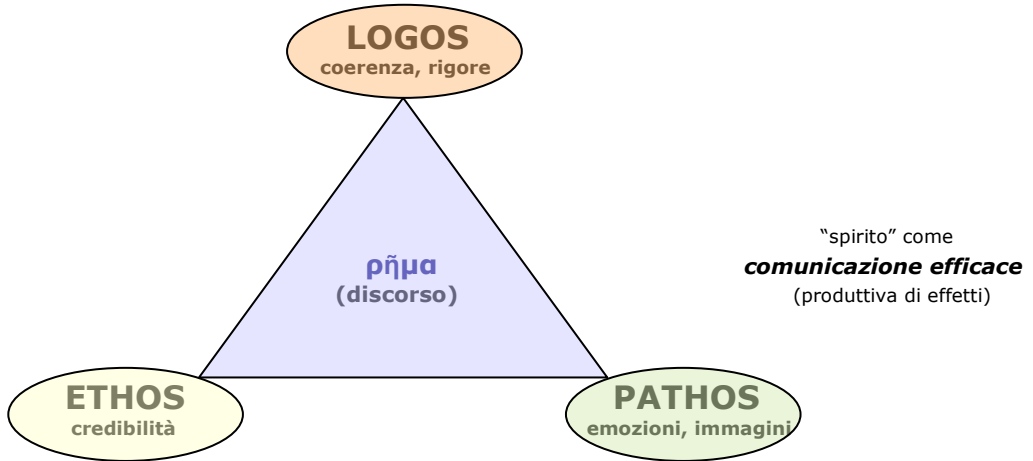 LOGOS
coerenza, rigore
ρῆμα
(discorso)
“spirito” come
comunicazione efficace
(produttiva di effetti)
ETHOS
credibilità
PATHOS
emozioni, immagini